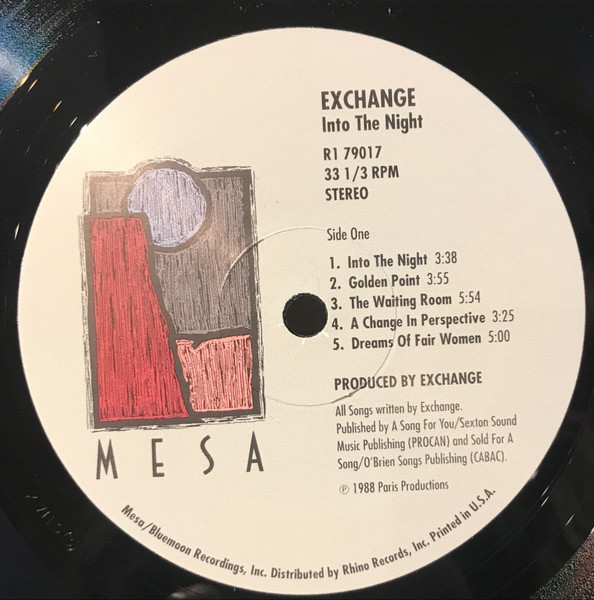 EXCHANGE
Into The Night
R1 79017
33 1/3 RPM
STEREO
Side One
1. Into The Night 3:38
2. Golden Point 3:55
3. The Waiting Room 5:54
4. A Change In Perspective 3:25
5. Dreams Of Fair Women 5:00
PRODUCED BY EXCHANGE
All Songs written by Exchange.
Published by A Song For You/Sexton Sound
Music Publishing (PROCAN) and Sold For A
Song/O'Brien Songs Publishing (CABAC).
℗ 1988 Paris Productions
MESA
Mesa/Bluemoon Recordings, Inc. Distributed by Rhino Records, Inc. Printed in U.S.A.